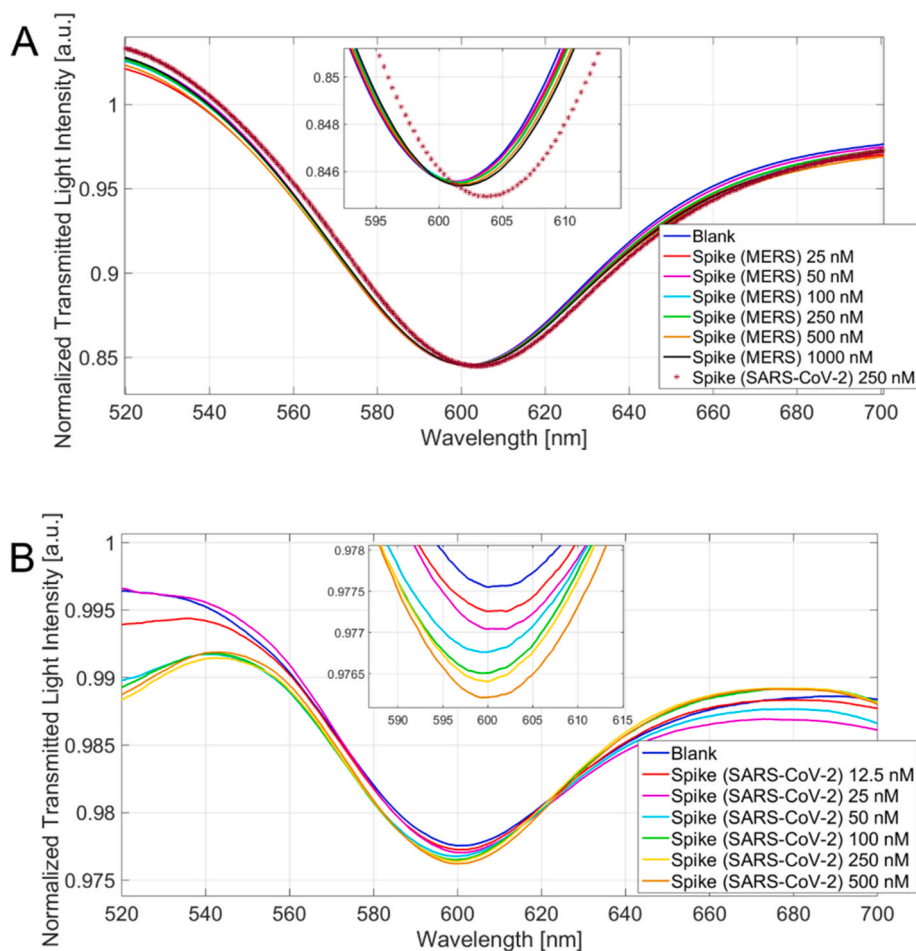 A
Normalized Transmitted Light Intensity [a.u.]
1
0.95
0.9
0.85
0.85
0.848
0.846
595
600
605
610
Blank
Spike (MERS) 25 nM
Spike (MERS) 50 nM
Spike (MERS) 100 nM
Spike (MERS) 250 nM
Spike (MERS) 500 nM
Spike (MERS) 1000 nM
Spike (SARS-CoV-2) 250 nM
520
540
560
580
600
620
640
660
680
700
Wavelength [nm]
B
Normalized Transmitted Light Intensity [a.u.]
1
0.995
0.99
0.985
0.98
0.975
0.978
0.9775
0.977
0.9765
590
595
600
605
610
615
Blank
Spike (SARS-CoV-2) 12.5 nM
Spike (SARS-CoV-2) 25 nM
Spike (SARS-CoV-2) 50 nM
Spike (SARS-CoV-2) 100 nM
Spike (SARS-CoV-2) 250 nM
Spike (SARS-CoV-2) 500 nM
520
540
560
580
600
620
640
660
680
700
Wavelength [nm]